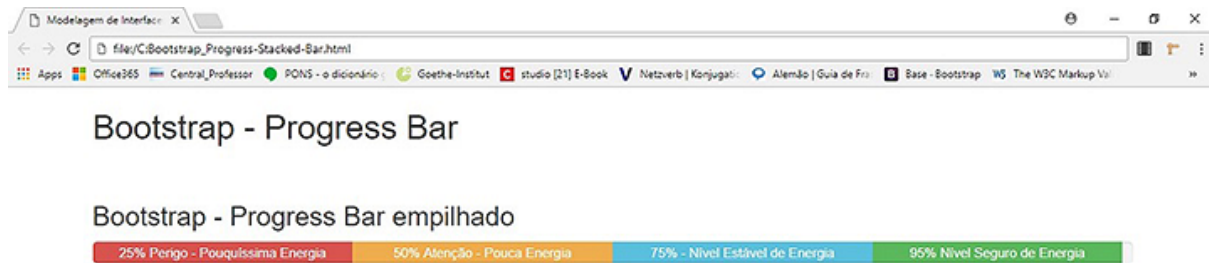 Modelagem de Interface
file:/C:Bootstrap_Progress-Stacked-Bar.html
Apps Office365 Central_Professor PONS - o dicionário Goethe-Institut studio [21] E-Book Netzverb | Konjugati Alemão | Guia de Fra Base - Bootstrap The W3C Markup Val
Bootstrap - Progress Bar
Bootstrap - Progress Bar empilhado
25% Perigo - Pouquíssima Energia 50% Atenção - Pouca Energia 75% - Nível Estável de Energia 95% Nível Seguro de Energia